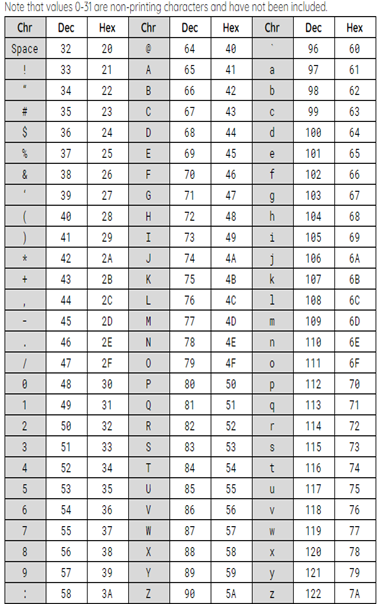 Note that values 0-31 are non-printing characters and have not been included.
Chr Dec Hex Chr Dec Hex Chr Dec Hex
Space 32 20 @ 64 40 ` 96 60
! 33 21 A 65 41 a 97 61
" 34 22 B 66 42 b 98 62
# 35 23 C 67 43 c 99 63
$ 36 24 D 68 44 d 100 64
% 37 25 E 69 45 e 101 65
& 38 26 F 70 46 f 102 66
' 39 27 G 71 47 g 103 67
( 40 28 H 72 48 h 104 68
) 41 29 I 73 49 i 105 69
* 42 2A J 74 4A j 106 6A
+ 43 2B K 75 4B k 107 6B
, 44 2C L 76 4C l 108 6C
- 45 2D M 77 4D m 109 6D
. 46 2E N 78 4E n 110 6E
/ 47 2F O 79 4F o 111 6F
0 48 30 P 80 50 p 112 70
1 49 31 Q 81 51 q 113 71
2 50 32 R 82 52 r 114 72
3 51 33 S 83 53 s 115 73
4 52 34 T 84 54 t 116 74
5 53 35 U 85 55 u 117 75
6 54 36 V 86 56 v 118 76
7 55 37 W 87 57 w 119 77
8 56 38 X 88 58 x 120 78
9 57 39 Y 89 59 y 121 79
: 58 3A Z 90 5A z 122 7A